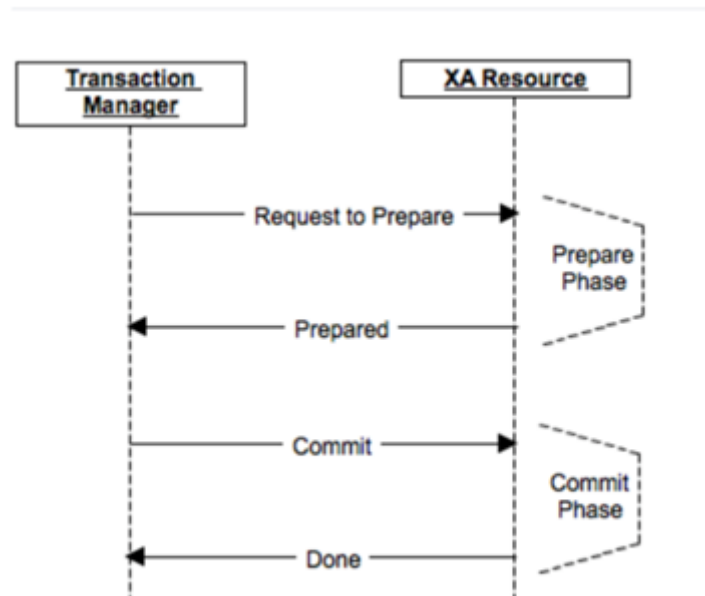 Transaction
Manager
XA Resource
Request to Prepare
Prepare
Phase
Prepared
Commit
Commit
Phase
Done